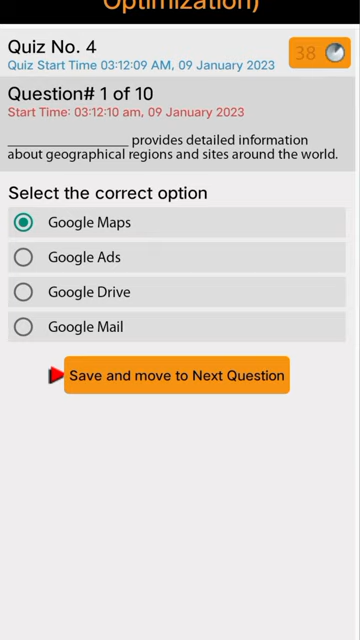 Optimization)
Quiz No. 4
38
Quiz Start Time 03:12:09 AM, 09 January 2023
Question# 1 of 10
Start Time: 03:12:10 am, 09 January 2023
________________ provides detailed information
about geographical regions and sites around the world.
Select the correct option
Google Maps
Google Ads
Google Drive
Google Mail
Save and move to Next Question